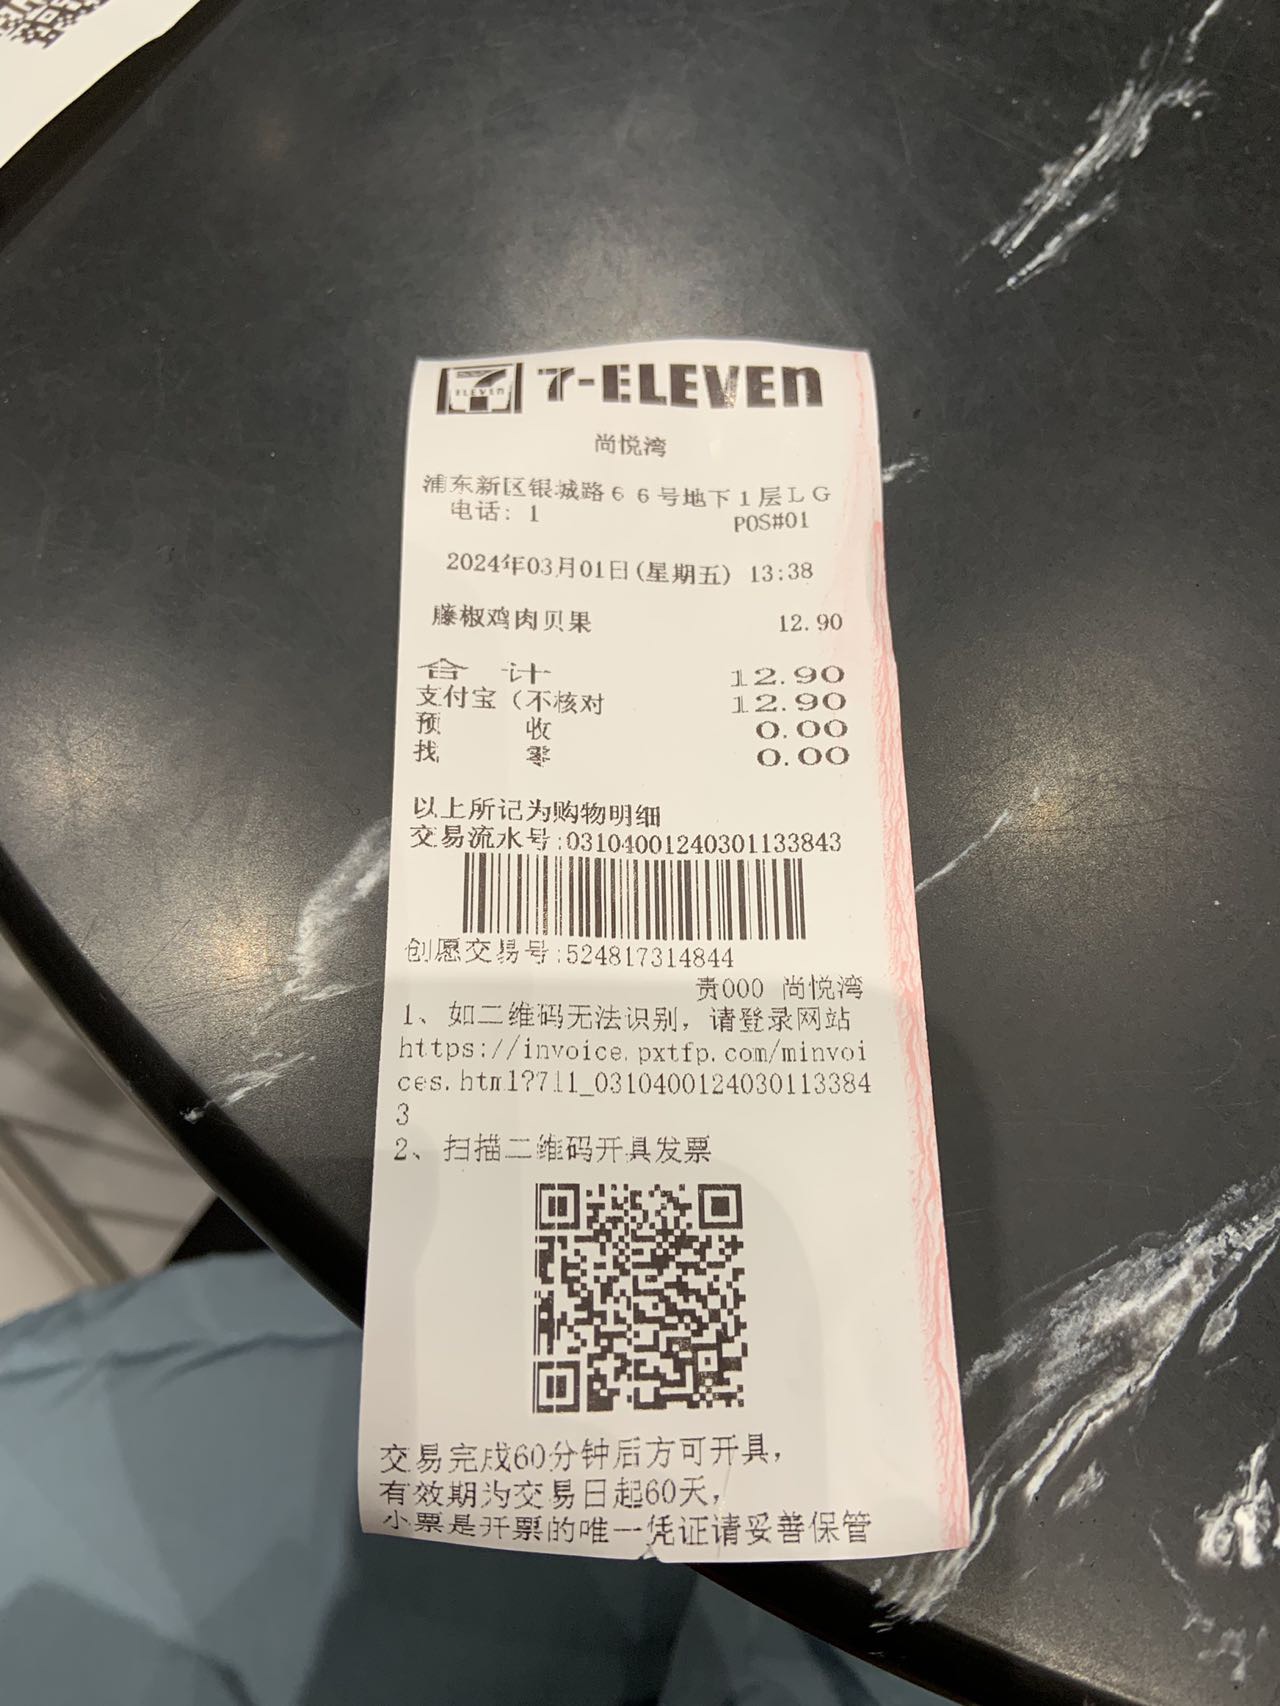 7-ELEVEn
ELEVEn
尚悦湾
浦东新区银城路66号地下1层LG
电话: 1 POS#01
2024年03月01日(星期五) 13:38
藤椒鸡肉贝果 12.90
合计 12.90
支付宝(不核对 12.90
预收 0.00
找零 0.00
以上所记为购物明细
交易流水号:03104001240301133843
创愿交易号:524817314844
责000 尚悦湾
1、如二维码无法识别，请登录网站
https://invoice.pxtfp.com/minvoi
ces.html?711_0310400124030113384
3
2、扫描二维码开具发票
交易完成60分钟后方可开具，
有效期为交易日起60天，
小票是开票的唯一凭证请妥善保管